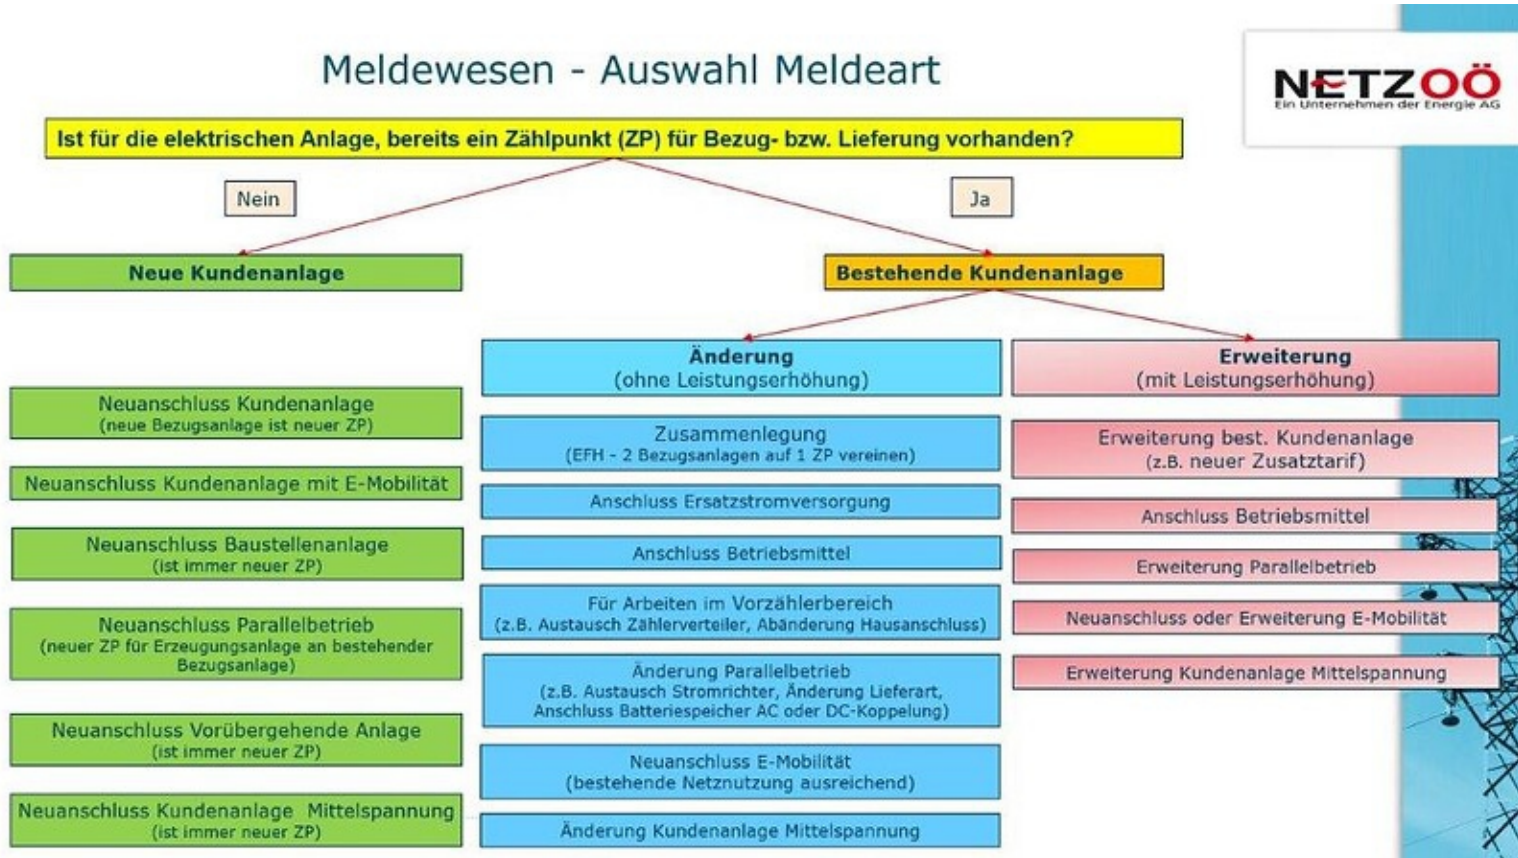 Meldewesen - Auswahl Meldeart
NETZOÖ
Ein Unternehmen der Energie AG
Ist für die elektrischen Anlage, bereits ein Zählpunkt (ZP) für Bezug- bzw. Lieferung vorhanden?
Nein
Ja
Neue Kundenanlage
Bestehende Kundenanlage
Neuanschluss Kundenanlage
(neue Bezugsanlage ist neuer ZP)
Neuanschluss Kundenanlage mit E-Mobilität
Neuanschluss Baustellenanlage
(ist immer neuer ZP)
Neuanschluss Parallelbetrieb
(neuer ZP für Erzeugungsanlage an bestehender
Bezugsanlage)
Neuanschluss Vorübergehende Anlage
(ist immer neuer ZP)
Neuanschluss Kundenanlage Mittelspannung
(ist immer neuer ZP)
Änderung
(ohne Leistungserhöhung)
Zusammenlegung
(EFH - 2 Bezugsanlagen auf 1 ZP vereinen)
Anschluss Ersatzstromversorgung
Anschluss Betriebsmittel
Für Arbeiten im Vorzählerbereich
(z.B. Austausch Zählerverteiler, Abänderung Hausanschluss)
Änderung Parallelbetrieb
(z.B. Austausch Stromrichter, Änderung Lieferart,
Anschluss Batteriespeicher AC oder DC-Koppelung)
Neuanschluss E-Mobilität
(bestehende Netznutzung ausreichend)
Änderung Kundenanlage Mittelspannung
Erweiterung
(mit Leistungserhöhung)
Erweiterung best. Kundenanlage
(z.B. neuer Zusatztarif)
Anschluss Betriebsmittel
Erweiterung Parallelbetrieb
Neuanschluss oder Erweiterung E-Mobilität
Erweiterung Kundenanlage Mittelspannung